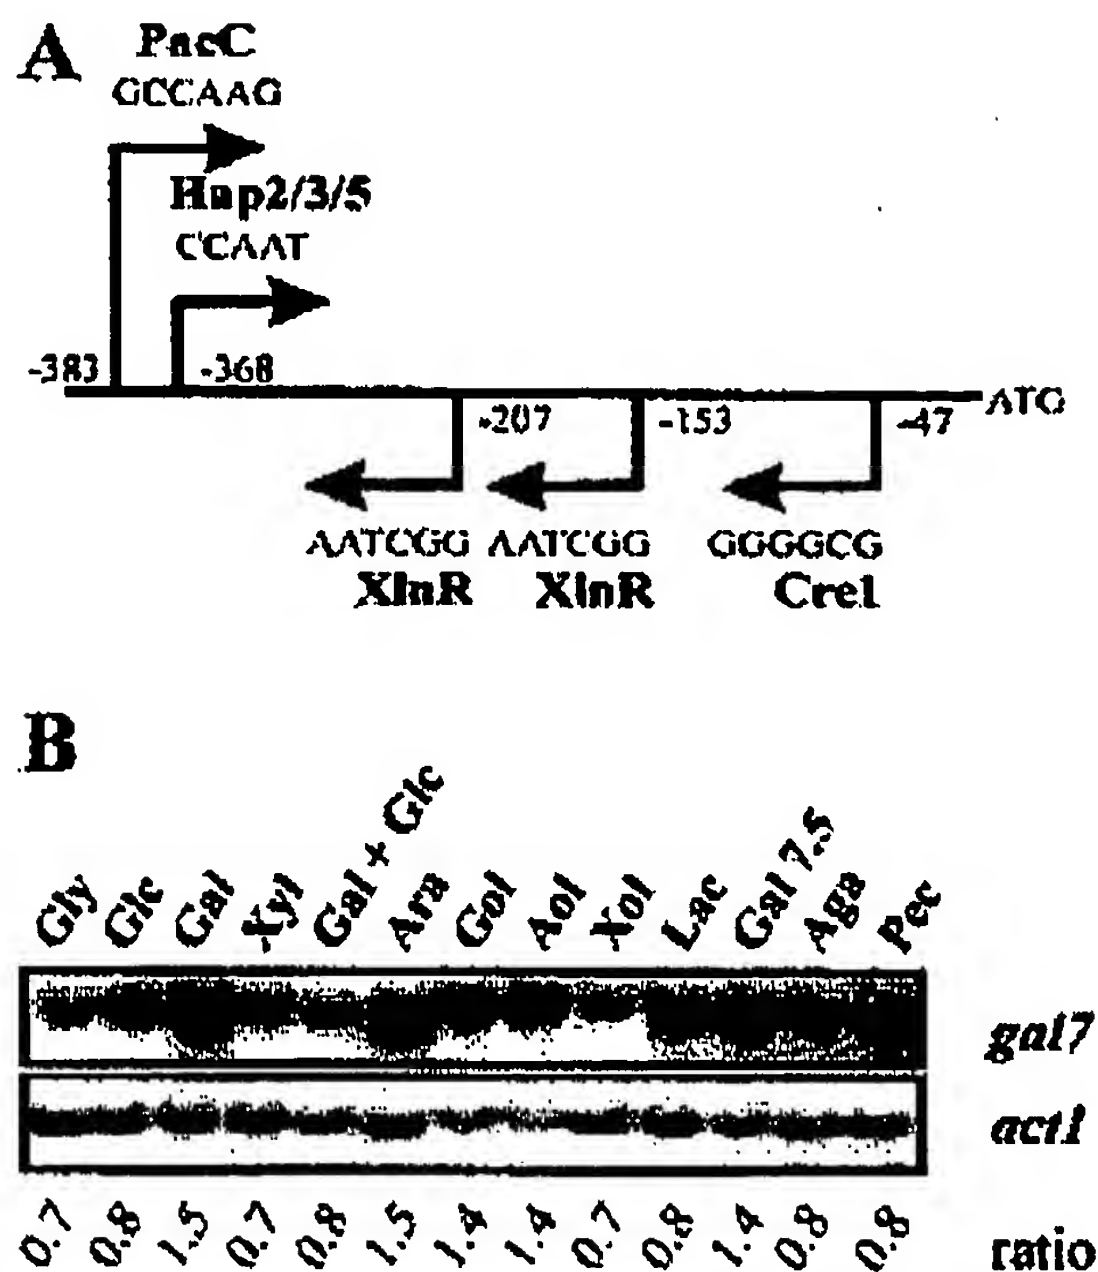 A
PacC
GCCAAG
Hap2/3/5
CCAAT
-383
-368
-207
-153
-47
ATG
AATCGG AATCGG GGGGCG
XlnR XlnR Cre1
B
Gly Glc Gal Xyl Gal + Glc Ara Gol Aol Xol Lac Gal 7.5 Aga Pec
gal7
act1
0.7 0.8 1.5 0.7 0.8 1.5 1.4 1.4 0.7 0.8 1.4 0.8 0.8 ratio